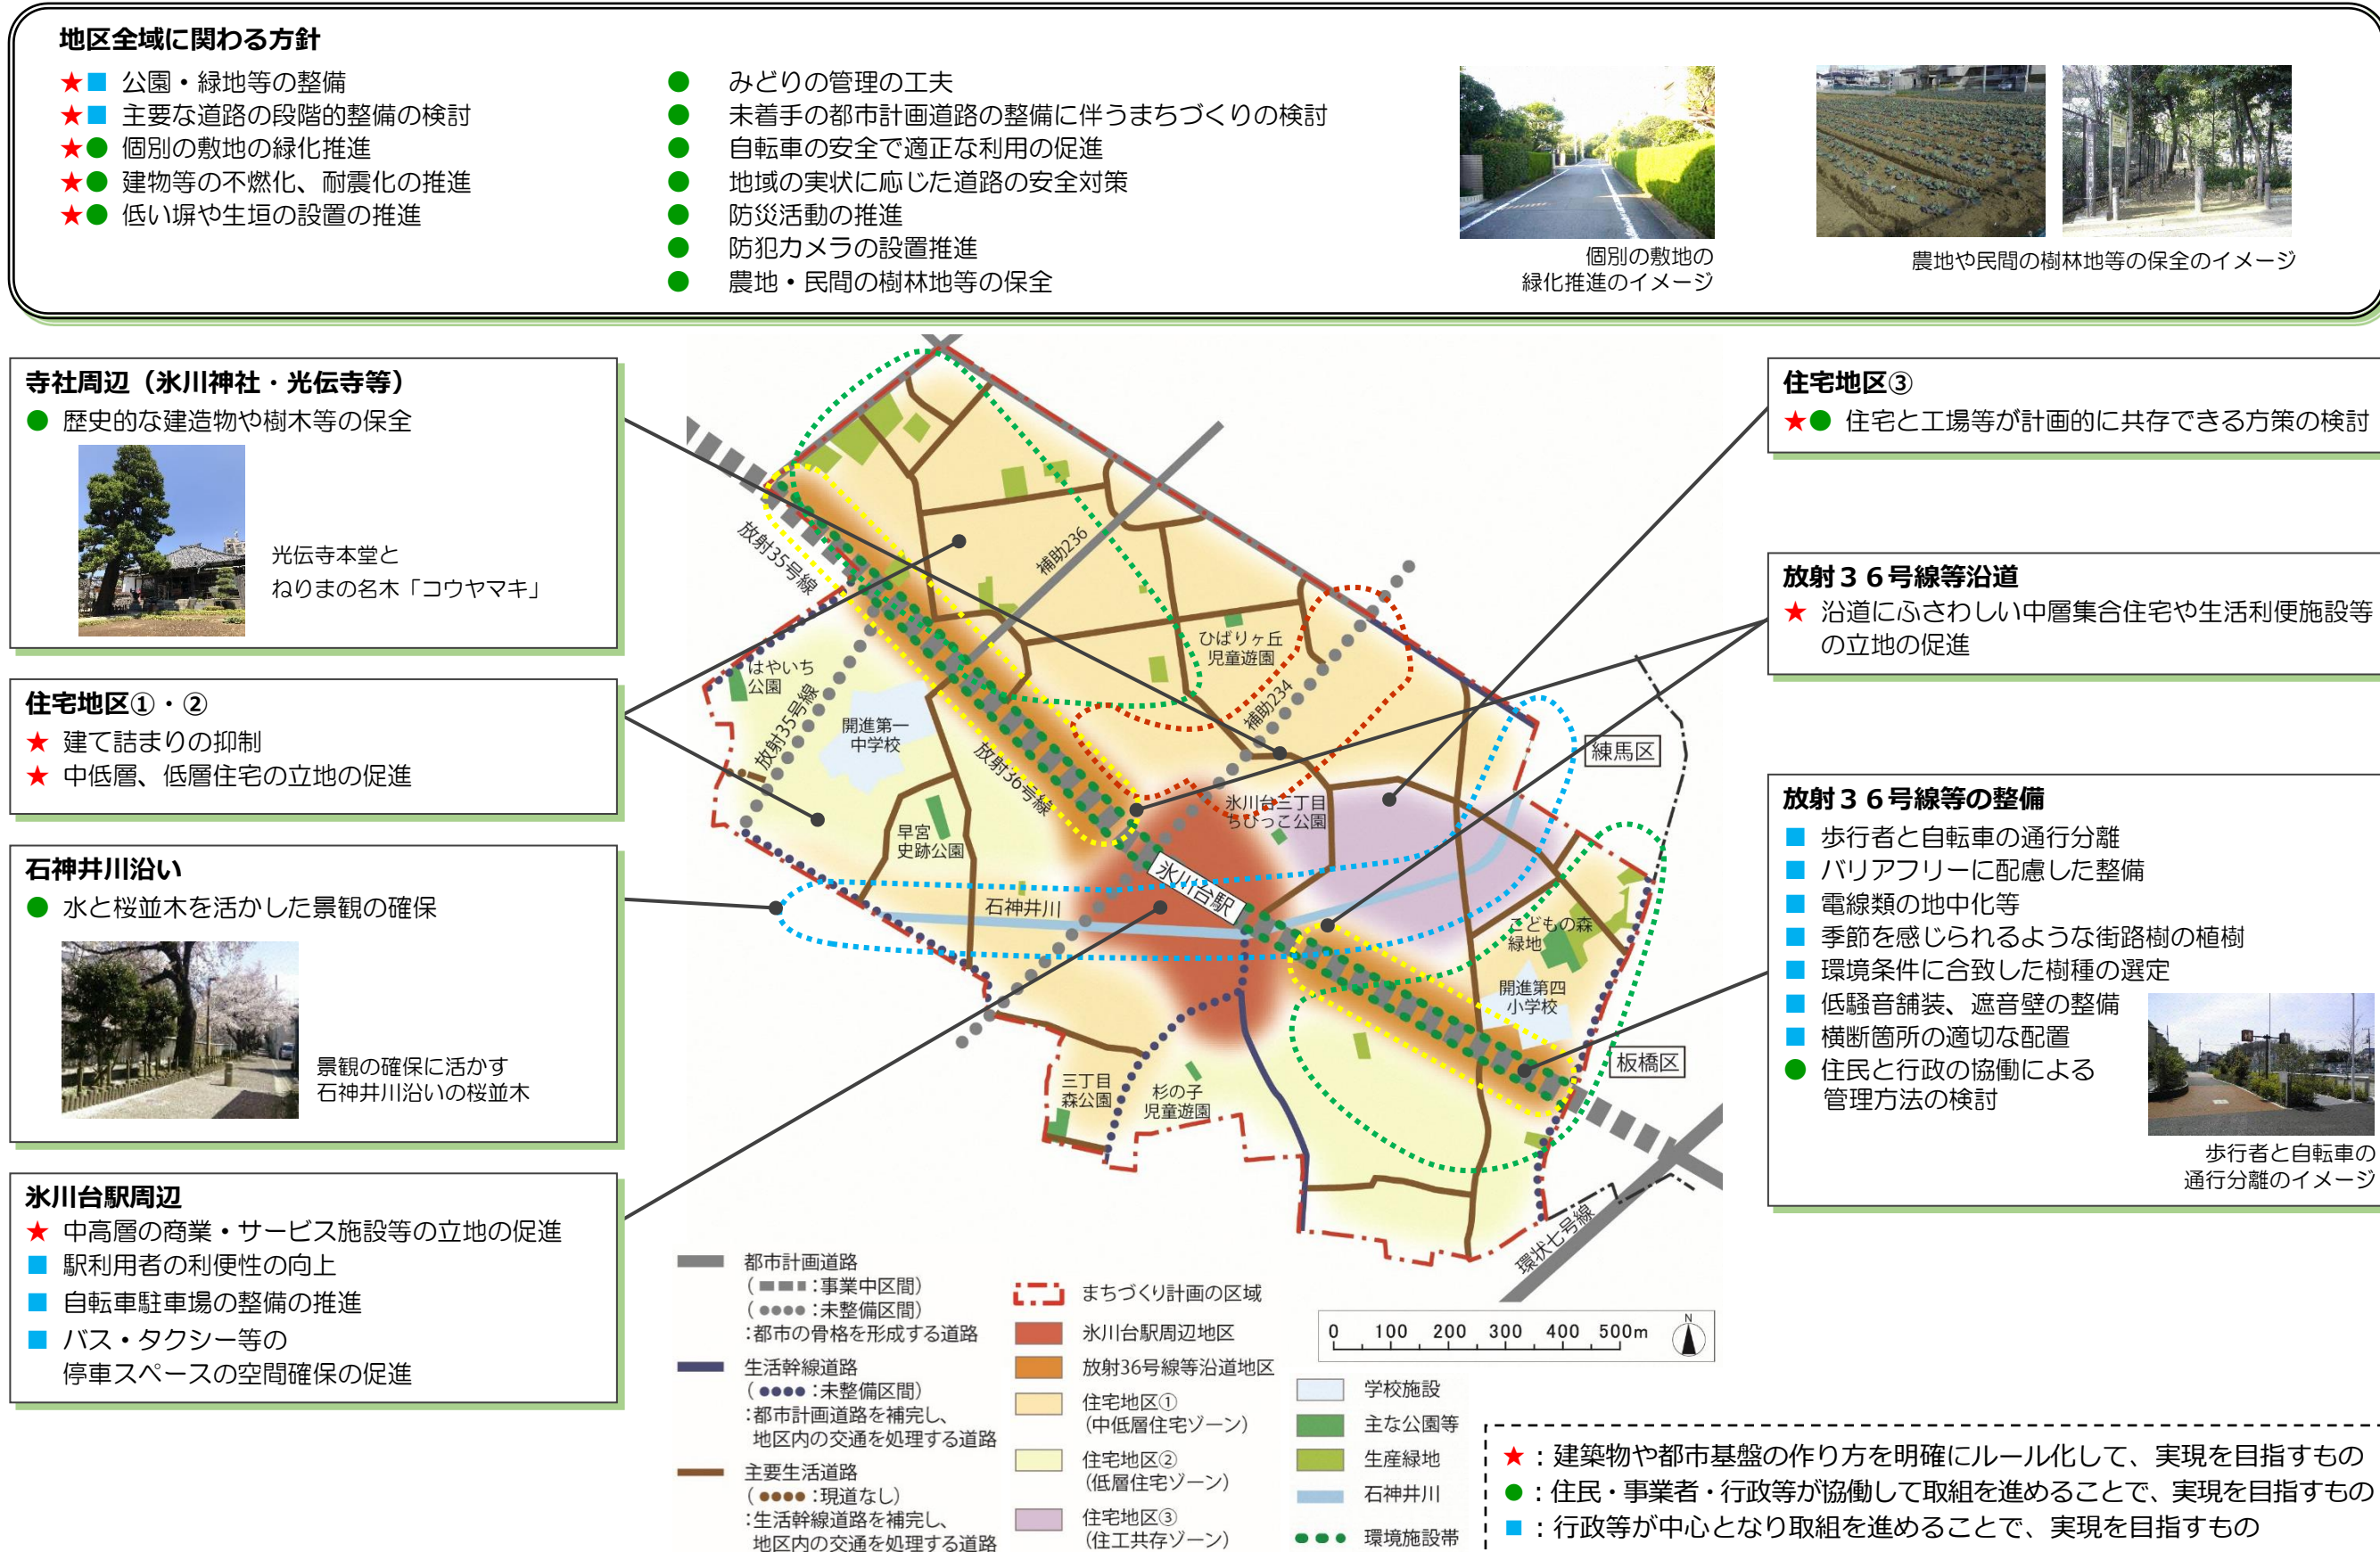 地区全域に関わる方針
★■ 公園・緑地等の整備
★■ 主要な道路の段階的整備の検討
★● 個別の敷地の緑化推進
★● 建物等の不燃化、耐震化の推進
★● 低い塀や生垣の設置の推進
● みどりの管理の工夫
● 未着手の都市計画道路の整備に伴うまちづくりの検討
● 自転車の安全で適正な利用の促進
● 地域の実状に応じた道路の安全対策
● 防災活動の推進
● 防犯カメラの設置推進
● 農地・民間の樹林地等の保全
個別の敷地の
緑化推進のイメージ
農地や民間の樹林地等の保全のイメージ
寺社周辺（氷川神社・光伝寺等）
● 歴史的な建造物や樹木等の保全
光伝寺本堂と
ねりまの名木「コウヤマキ」
住宅地区①・②
★ 建て詰まりの抑制
★ 中低層、低層住宅の立地の促進
石神井川沿い
● 水と桜並木を活かした景観の確保
景観の確保に活かす
石神井川沿いの桜並木
氷川台駅周辺
★ 中高層の商業・サービス施設等の立地の促進
■ 駅利用者の利便性の向上
■ 自転車駐車場の整備の推進
■ バス・タクシー等の
停車スペースの空間確保の促進
放射35号線
補助236
ひばりヶ丘
児童遊園
はやいち
公園
放射35号線
開進第一
中学校
補助234
放射36号線
練馬区
氷川台三丁目
ちびっこ公園
早宮
史跡公園
氷川台駅
石神井川
こどもの森
緑地
開進第四
小学校
板橋区
三丁目
森公園
杉の子
児童遊園
環状七号線
住宅地区③
★● 住宅と工場等が計画的に共存できる方策の検討
放射３６号線等沿道
★ 沿道にふさわしい中層集合住宅や生活利便施設等
の立地の促進
放射３６号線等の整備
■ 歩行者と自転車の通行分離
■ バリアフリーに配慮した整備
■ 電線類の地中化等
■ 季節を感じられるような街路樹の植樹
■ 環境条件に合致した樹種の選定
■ 低騒音舗装、遮音壁の整備
■ 横断箇所の適切な配置
● 住民と行政の協働による
管理方法の検討
歩行者と自転車の
通行分離のイメージ
都市計画道路
（　：事業中区間）
（●●●●：未整備区間）
：都市の骨格を形成する道路
生活幹線道路
（●●●●：未整備区間）
：都市計画道路を補完し、
地区内の交通を処理する道路
主要生活道路
（●●●●：現道なし）
：生活幹線道路を補完し、
地区内の交通を処理する道路
まちづくり計画の区域
氷川台駅周辺地区
放射36号線等沿道地区
住宅地区①
（中低層住宅ゾーン）
住宅地区②
（低層住宅ゾーン）
住宅地区③
（住工共存ゾーン）
0 100 200 300 400 500m
N
学校施設
主な公園等
生産緑地
石神井川
環境施設帯
★：建築物や都市基盤の作り方を明確にルール化して、実現を目指すもの
●：住民・事業者・行政等が協働して取組を進めることで、実現を目指すもの
■：行政等が中心となり取組を進めることで、実現を目指すもの